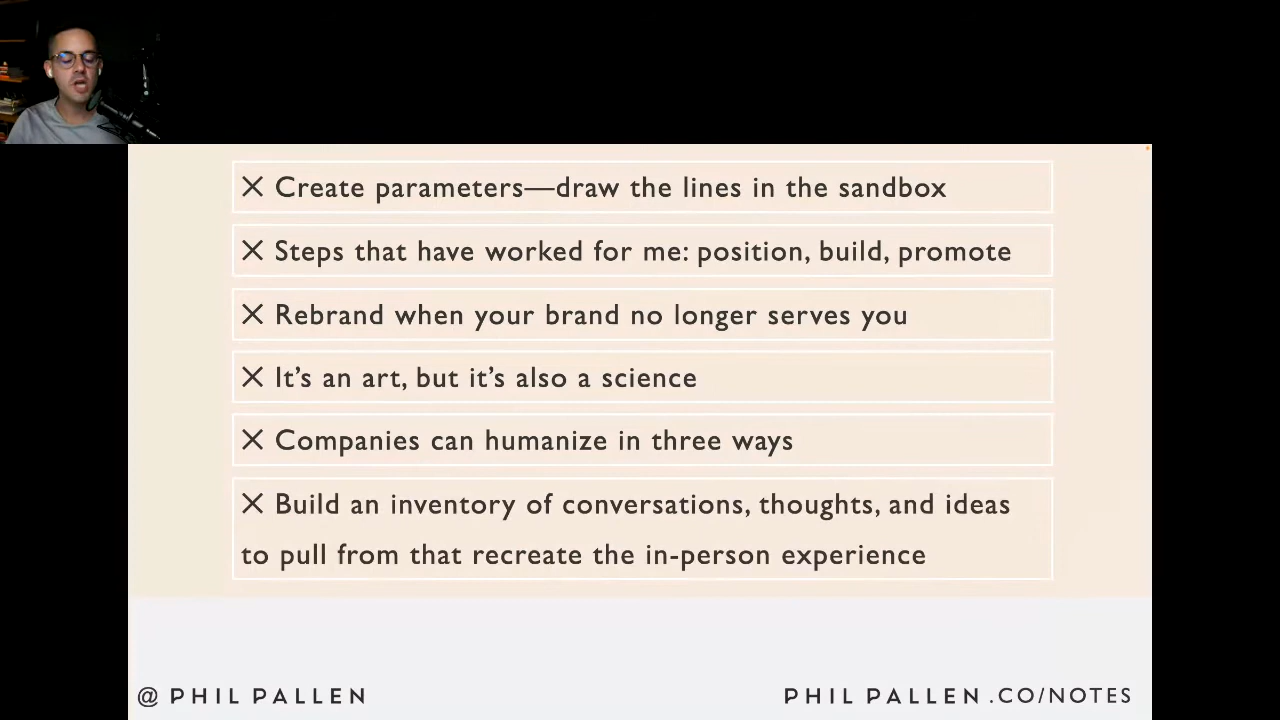 ✕ Create parameters—draw the lines in the sandbox
✕ Steps that have worked for me: position, build, promote
✕ Rebrand when your brand no longer serves you
✕ It’s an art, but it’s also a science
✕ Companies can humanize in three ways
✕ Build an inventory of conversations, thoughts, and ideas
to pull from that recreate the in-person experience
@ PHIL PALLEN
PHIL PALLEN.CO/NOTES